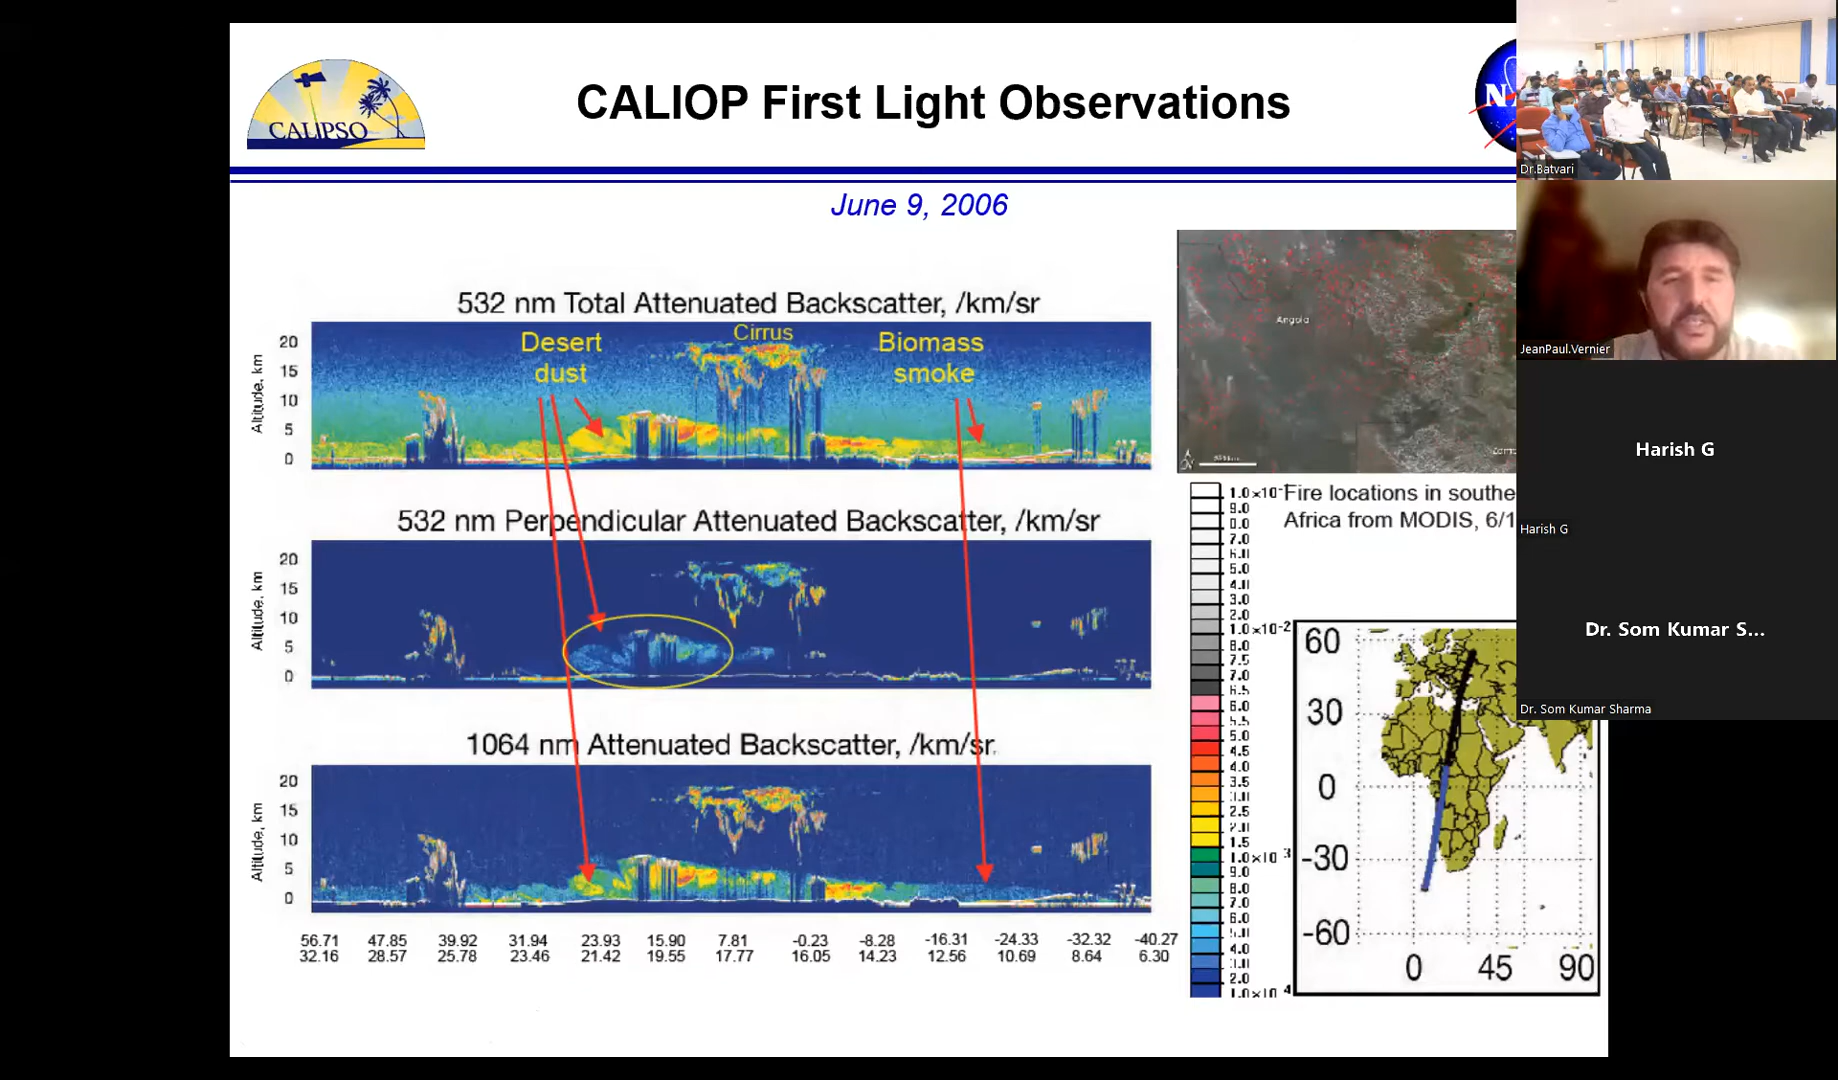 CALIPSO
CALIOP First Light Observations
June 9, 2006
532 nm Total Attenuated Backscatter, /km/sr
Desert
dust
Cirrus
Biomass
smoke
Altitude, km
20
15
10
5
0
532 nm Perpendicular Attenuated Backscatter, /km/sr
Altitude, km
20
15
10
5
0
1064 nm Attenuated Backscatter, /km/sr.
Altitude, km
20
15
10
5
0
56.71 47.85 39.92 31.94 23.93 15.90 7.81 -0.23 -8.28 -16.31 -24.33 -32.32 -40.27
32.16 28.57 25.78 23.46 21.42 19.55 17.77 16.05 14.23 12.56 10.69 8.64 6.30
Angola
Fire locations in southe
Africa from MODIS, 6/1
9.0
7.0
5.0
3.0
2.0
1.0×10⁻²
9.0
8.0
7.5
7.0
6.5
6.0
5.5
5.0
4.5
4.0
3.5
3.0
2.5
2.0
1.5
1.0×10 3
9.0
8.0
7.0
6.0
5.0
4.0
3.0
2.0
1.0×10 4
60
30
0
-30
-60
0 45 90
Dr.Batvari
JeanPaul.Vernier
Harish G
Harish G
Dr. Som Kumar S...
Dr. Som Kumar Sharma